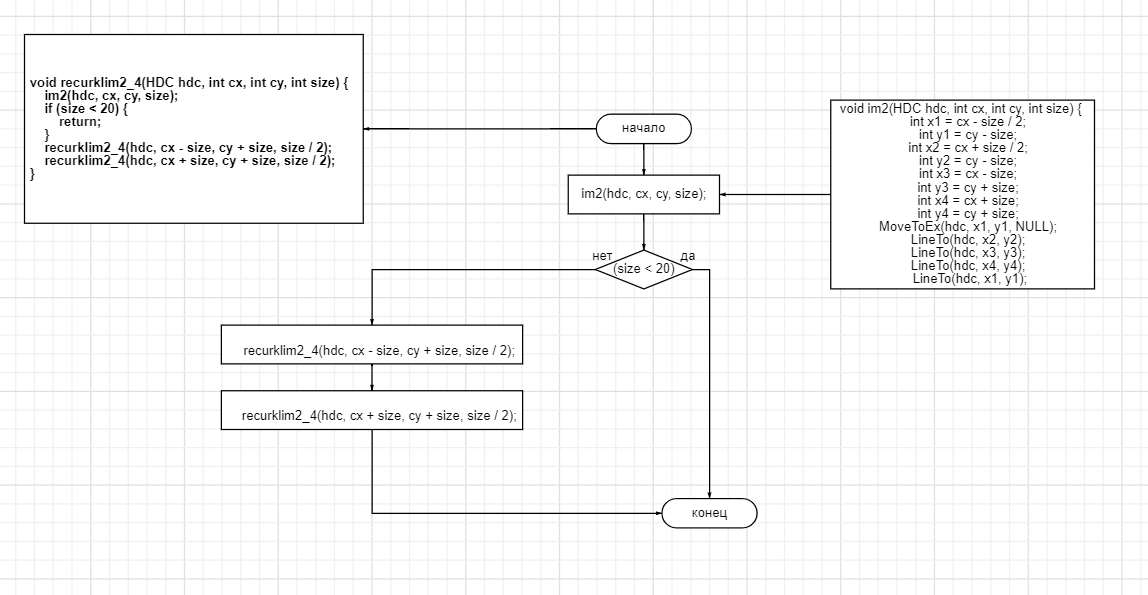 void recurklim2_4(HDC hdc, int cx, int cy, int size) {
im2(hdc, cx, cy, size);
if (size < 20) {
return;
}
recurklim2_4(hdc, cx - size, cy + size, size / 2);
recurklim2_4(hdc, cx + size, cy + size, size / 2);
}
начало
im2(hdc, cx, cy, size);
нет
да
(size < 20)
recurklim2_4(hdc, cx - size, cy + size, size / 2);
recurklim2_4(hdc, cx + size, cy + size, size / 2);
конец
void im2(HDC hdc, int cx, int cy, int size) {
int x1 = cx - size / 2;
int y1 = cy - size;
int x2 = cx + size / 2;
int y2 = cy - size;
int x3 = cx - size;
int y3 = cy + size;
int x4 = cx + size;
int y4 = cy + size;
MoveToEx(hdc, x1, y1, NULL);
LineTo(hdc, x2, y2);
LineTo(hdc, x3, y3);
LineTo(hdc, x4, y4);
LineTo(hdc, x1, y1);